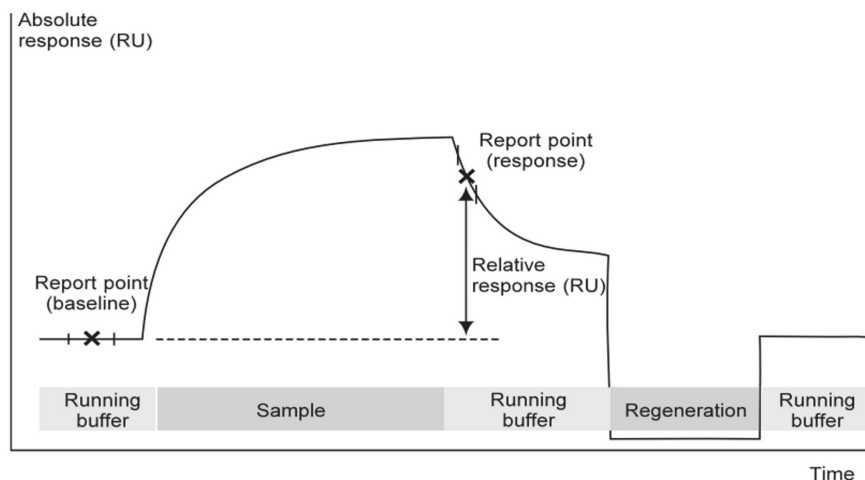 Absolute
response (RU)
Report point
(response)
Relative
response (RU)
Report point
(baseline)
Running
buffer
Sample
Running
buffer
Regeneration
Running
buffer
Time